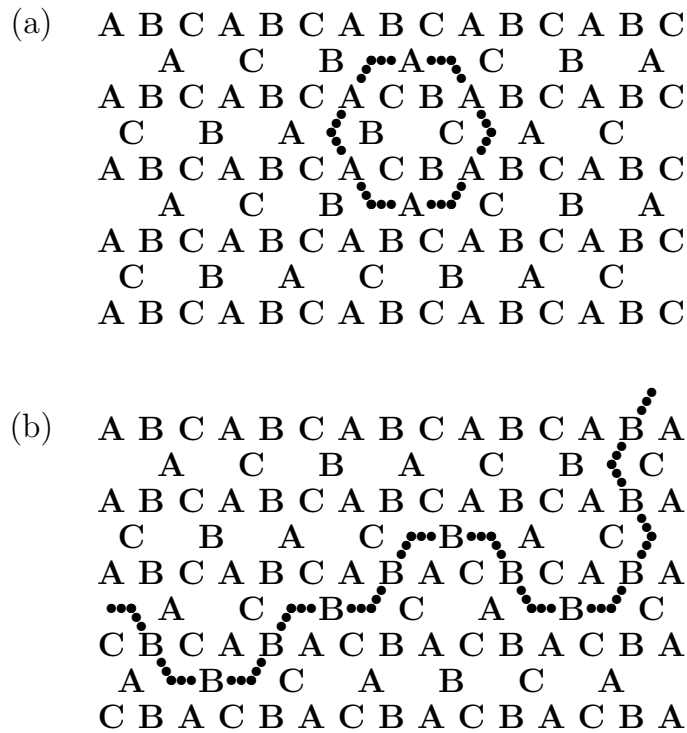 (a) A B C A B C A B C A B C A B C
A C B A C B A
A B C A B C A C B A B C A B C
C B A B C A C
A B C A B C A C B A B C A B C
A C B A C B A
A B C A B C A B C A B C A B C
C B A C B A C
A B C A B C A B C A B C A B C
(b) A B C A B C A B C A B C A B A
A C B A C B C
A B C A B C A B C A B C A B A
C B A C B A C
A B C A B C A B A C B C A B A
A C B C A B C
C B C A B A C B A C B A C B A
A B C A B C A
C B A C B A C B A C B A C B A